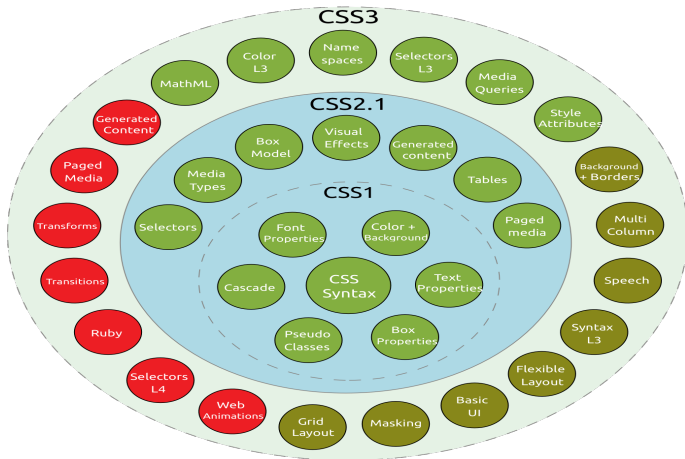 CSS3
Name
spaces
Color
L3
Selectors
L3
MathML
Media
Queries
Generated
Content
Style
Attributes
Paged
Media
Background
+ Borders
Transforms
Multi
Column
Transitions
Speech
Ruby
Syntax
L3
Selectors
L4
Flexible
Layout
Web
Animations
Basic
UI
Grid
Layout
Masking
CSS2.1
Visual
Effects
Box
Model
Generated
content
Media
Types
Tables
Selectors
Paged
media
CSS1
Font
Properties
Color +
Background
Cascade
CSS
Syntax
Text
Properties
Pseudo
Classes
Box
Properties